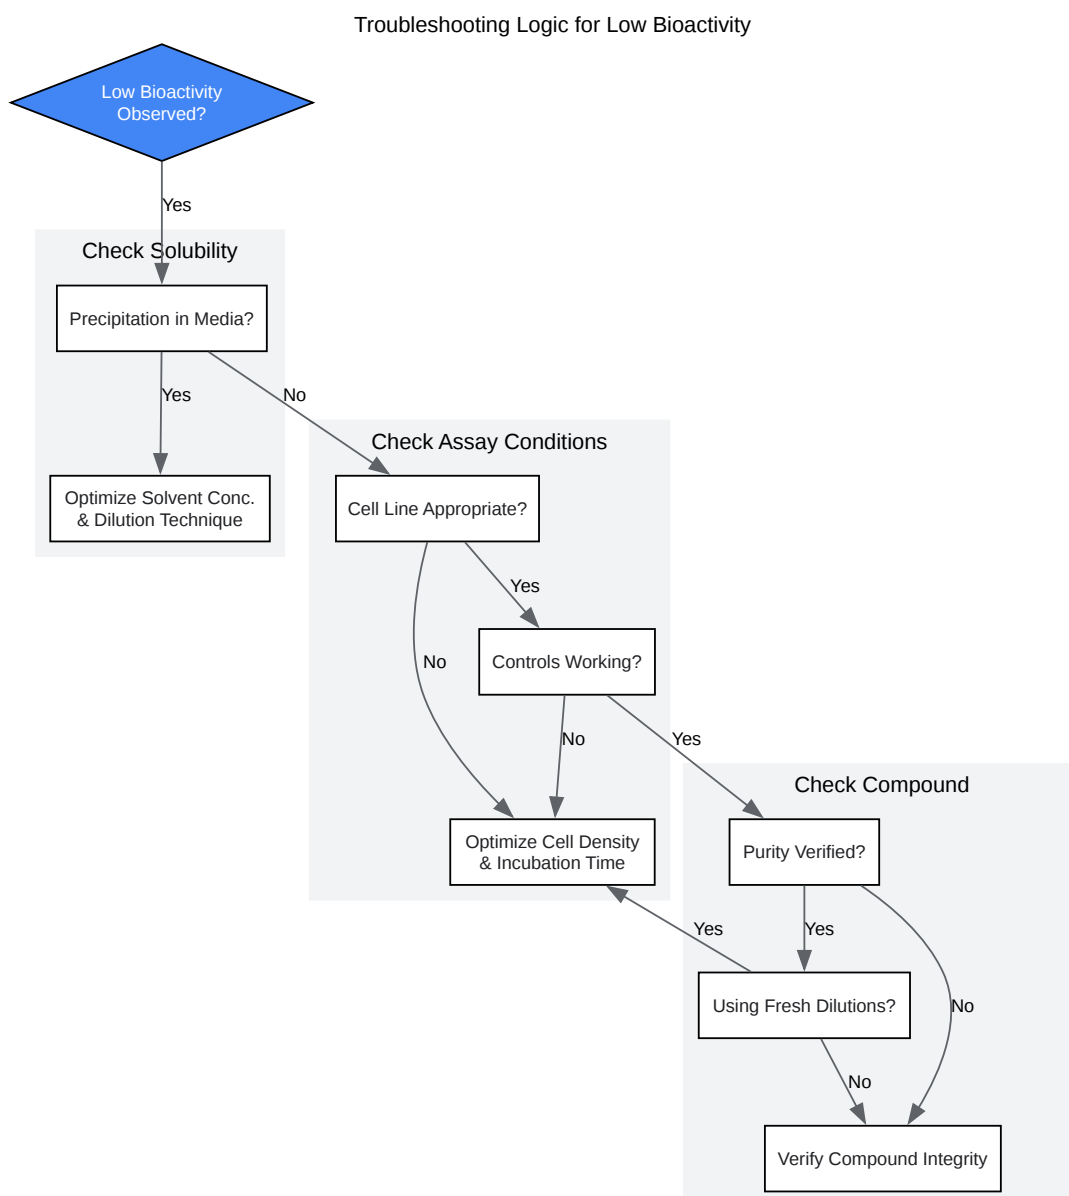 Troubleshooting Logic for Low Bioactivity
Low Bioactivity
Observed?
Yes
Check Solubility
Precipitation in Media?
Yes
No
Optimize Solvent Conc.
& Dilution Technique
Check Assay Conditions
Cell Line Appropriate?
Yes
No
Controls Working?
No
Yes
Optimize Cell Density
& Incubation Time
Check Compound
Purity Verified?
Yes
Yes
Using Fresh Dilutions?
No
No
Verify Compound Integrity